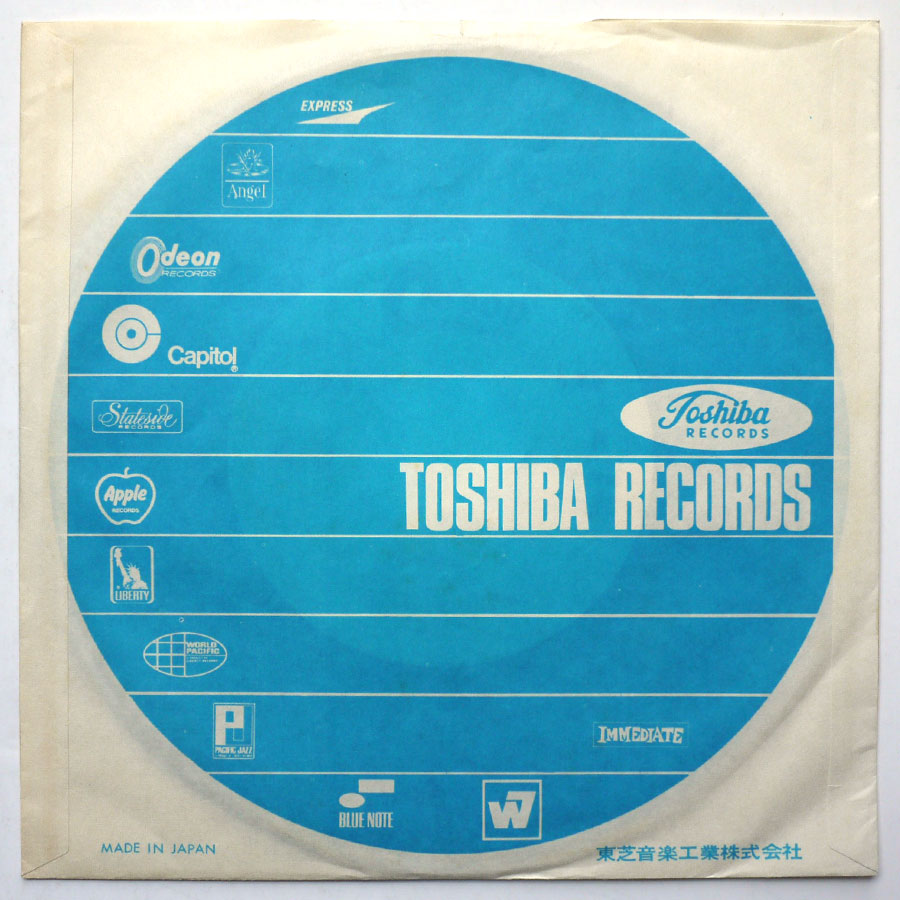 EXPRESS
Angel
Odeon
RECORDS
Capitol
®
Stateside
RECORDS
Toshiba
RECORDS
Apple
RECORDS
TOSHIBA RECORDS
LIBERTY
WORLD
PACIFIC
P
PACIFIC JAZZ
IMMEDIATE
BLUE NOTE
W7
MADE IN JAPAN
東芝音楽工業株式会社